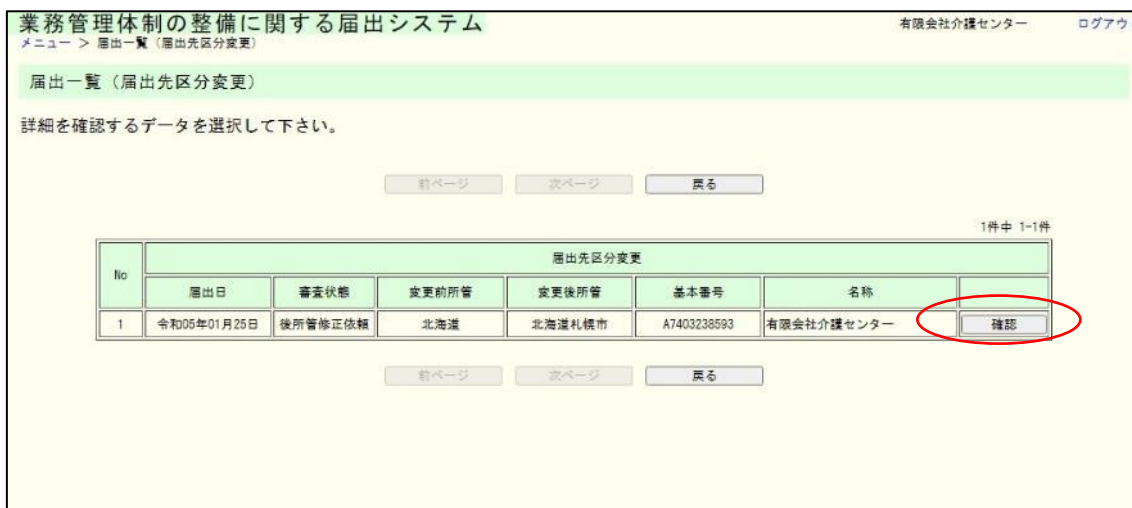 業務管理体制の整備に関する届出システム
有限会社介護センター ログアウ
メニュー > 届出一覧（届出先区分変更）
届出一覧（届出先区分変更）
詳細を確認するデータを選択して下さい。
前ページ 次ページ 戻る
1件中 1-1件
No 届出先区分変更
届出日 審査状態 変更前所管 変更後所管 基本番号 名称
1 令和05年01月25日 後所管修正依頼 北海道 北海道札幌市 A7403238593 有限会社介護センター 確認
前ページ 次ページ 戻る